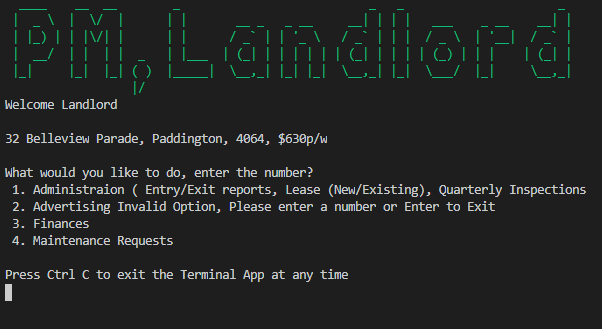 PM, Landlord
Welcome Landlord
32 Belleview Parade, Paddington, 4064, $630p/w
What would you like to do, enter the number?
1. Administraion ( Entry/Exit reports, Lease (New/Existing), Quarterly Inspections
2. Advertising Invalid Option, Please enter a number or Enter to Exit
3. Finances
4. Maintenance Requests
Press Ctrl C to exit the Terminal App at any time